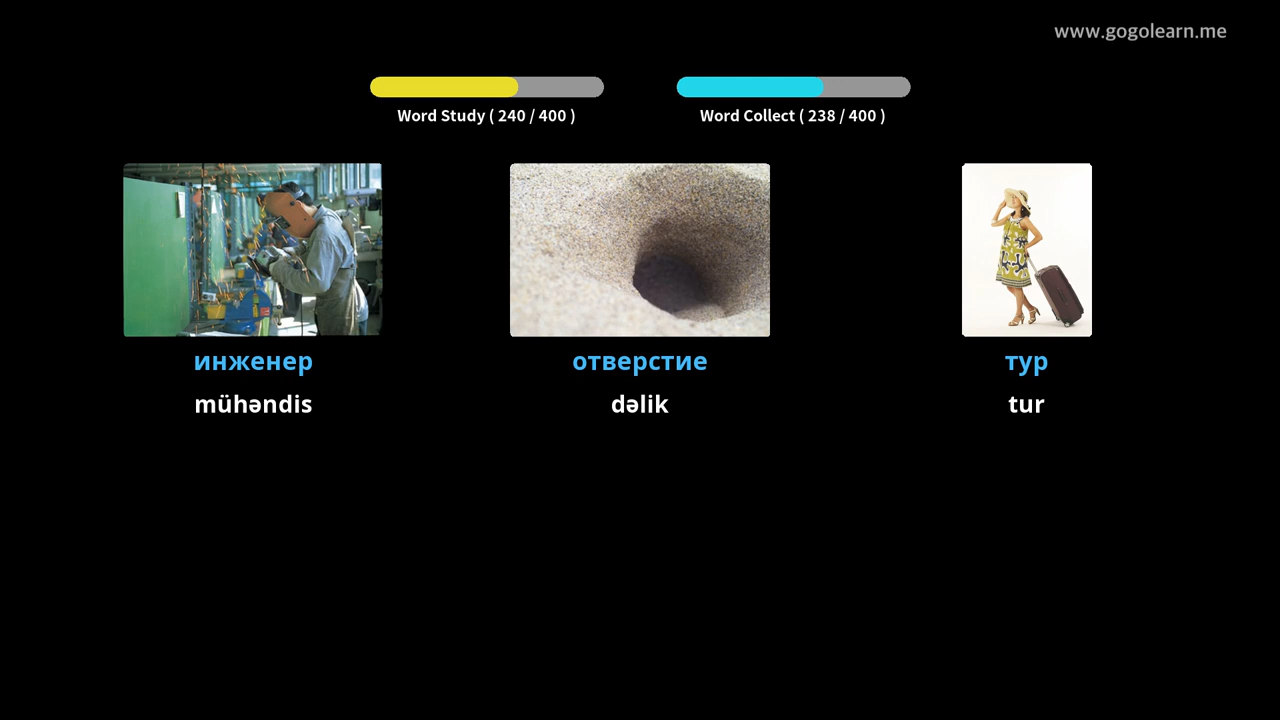 www.gogolearn.me
Word Study ( 240 / 400 )
Word Collect ( 238 / 400 )
инженер
отверстие
тур
mühəndis
dəlik
tur